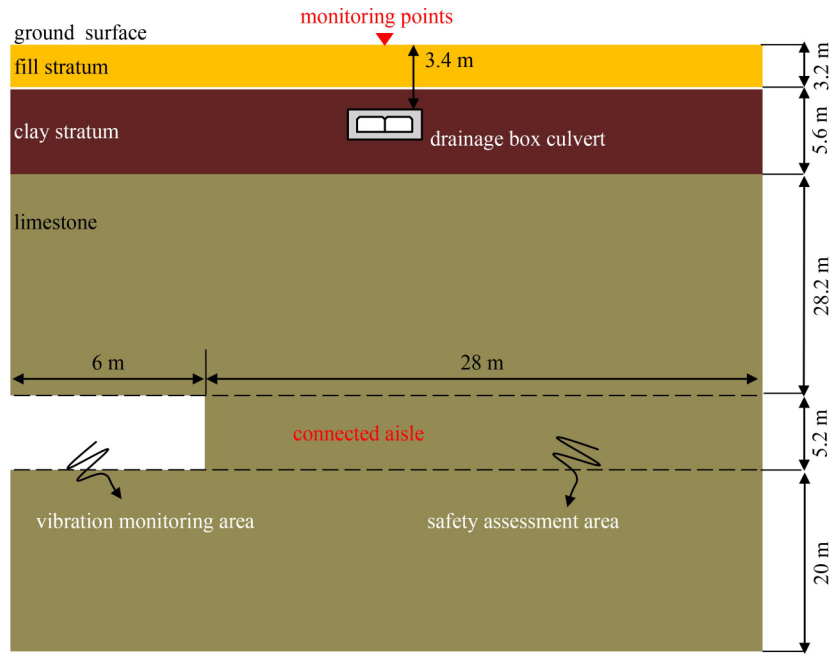 monitoring points
ground surface
fill stratum
3.4 m
3.2 m
clay stratum
drainage box culvert
5.6 m
limestone
28.2 m
6 m
28 m
connected aisle
5.2 m
vibration monitoring area
safety assessment area
20 m